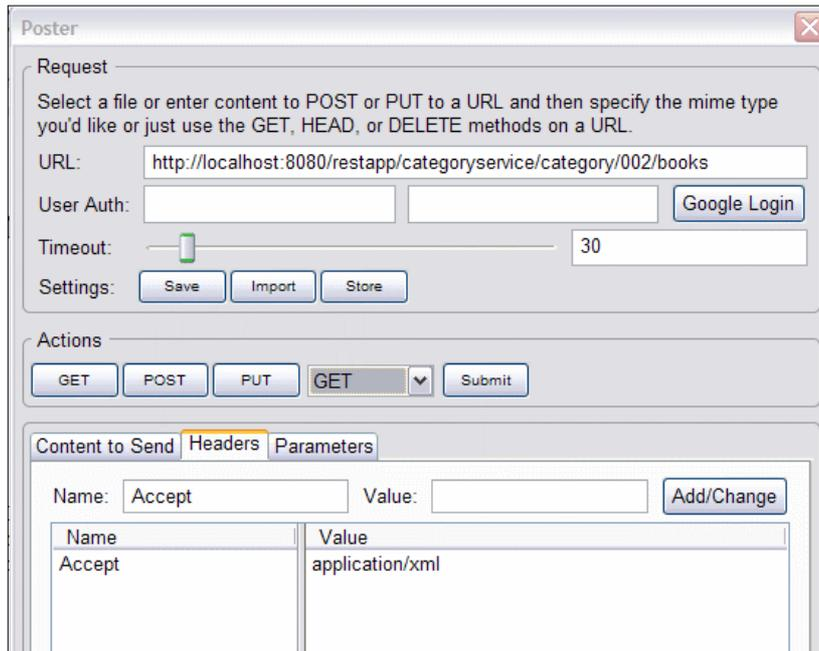 Poster
Request
Select a file or enter content to POST or PUT to a URL and then specify the mime type
you'd like or just use the GET, HEAD, or DELETE methods on a URL.
URL: http://localhost:8080/restapp/categoryservice/category/002/books
User Auth: Google Login
Timeout: 30
Settings: Save Import Store
Actions
GET POST PUT GET Submit
Content to Send Headers Parameters
Name: Accept Value: Add/Change
Name Value
Accept application/xml